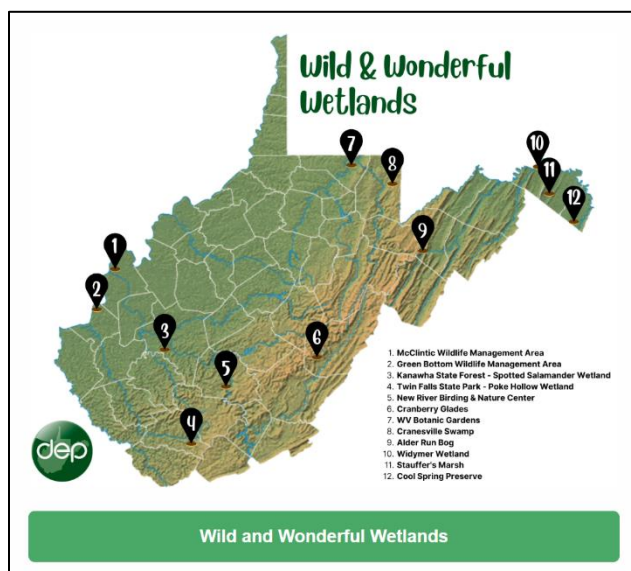 Wild & Wonderful
Wetlands
7
8
10
11
12
9
1
2
3
6
5
4
1. McClintic Wildlife Management Area
2. Green Bottom Wildlife Management Area
3. Kanawha State Forest - Spotted Salamander Wetland
4. Twin Falls State Park - Poke Hollow Wetland
5. New River Birding & Nature Center
6. Cranberry Glades
7. WV Botanic Gardens
8. Cranesville Swamp
9. Alder Run Bog
10. Widymer Wetland
11. Stauffer's Marsh
12. Cool Spring Preserve
dep
Wild and Wonderful Wetlands